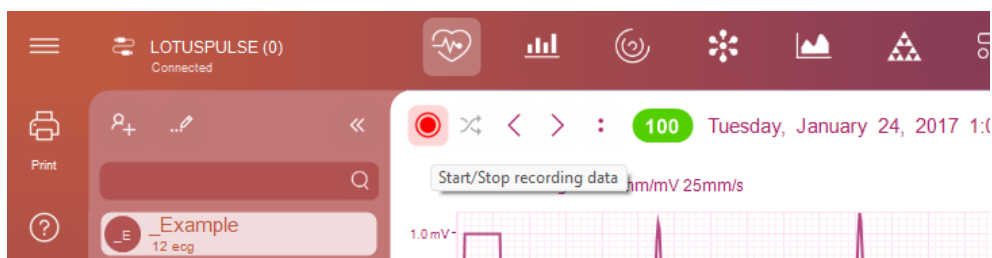 LOTUSPULSE (0)
Connected
100
Tuesday, January 24, 2017
Print
Start/Stop recording data
mm/mV 25mm/s
_E
_Example
12 ecg
1.0 mV